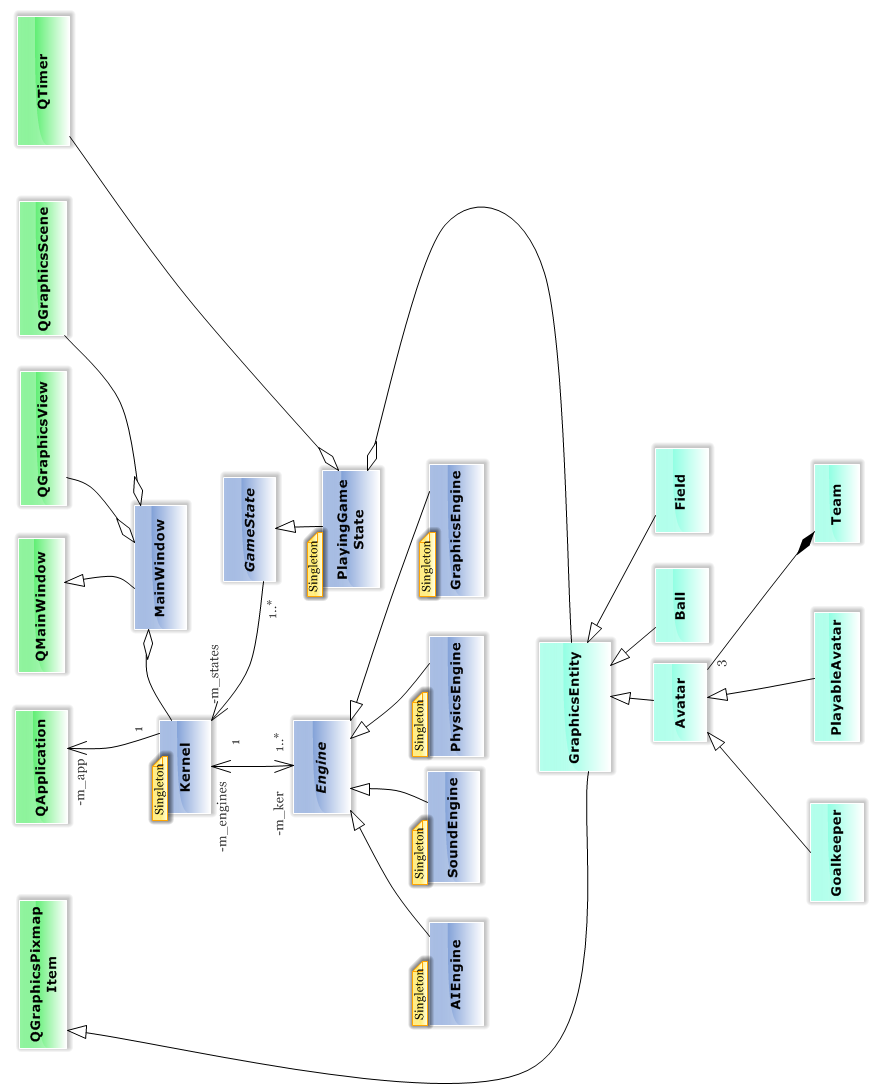 QTimer
QGraphicsScene
QGraphicsView
QMainWindow
QApplication
QGraphicsPixmap
Item
MainWindow
-m_app
1
Singleton
Kernel
GameState
1..*
-m_states
Singleton
PlayingGame
State
1
-m_engines
1..*
-m_ker
Engine
Singleton
GraphicsEngine
Singleton
PhysicsEngine
Singleton
SoundEngine
Singleton
AIEngine
GraphicsEntity
Field
Ball
Avatar
3
Team
PlayableAvatar
Goalkeeper